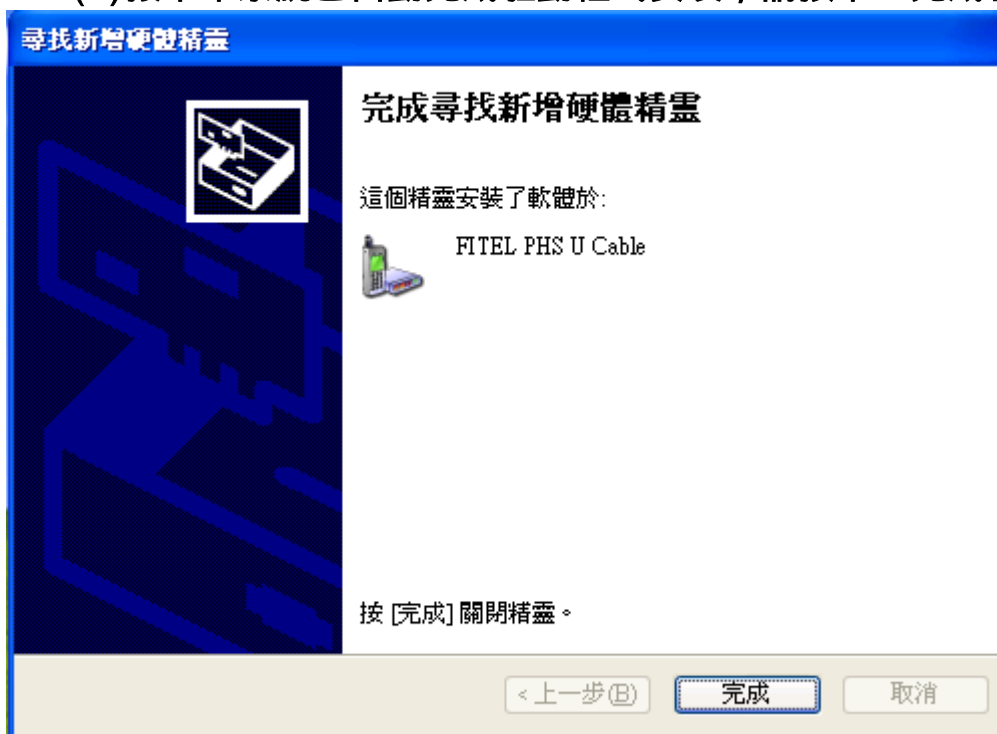 尋找新增硬體精靈
完成尋找新增硬體精靈
這個精靈安裝了軟體於:
FITEL PHS U Cable
按 [完成] 關閉精靈。
<上一步(B)
完成
取消